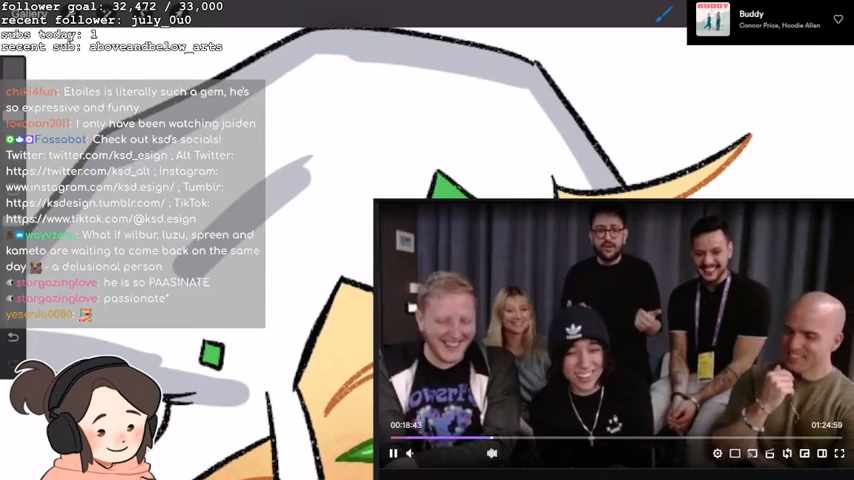 Gallery
follower goal: 32,472 / 33,000
recent follower: july_0u0
subs today: 1
recent sub: aboveandbelow_arts
Buddy
Connor Price, Hoodie Allen
chiki4fun: Etoiles is literally such a gem, he's
so expressive and funny
foxcoon2011: I only have been watching jaiden
Fossabot: Check out ksd's socials!
Twitter: twitter.com/ksd_esign ; Alt Twitter:
https://twitter.com/ksd_alt ; Instagram:
www.instagram.com/ksd.esign/ ; Tumblr:
https://ksdesign.tumblr.com/ ; TikTok:
https://www.tiktok.com/@ksd.esign
What if wilbur, luzu, spreen and
kameto are waiting to come back on the same
day - a delusional person
stargazinglove: he is so PAASINATE
stargazinglove: passionate*
yesenia0080:
00:18:43
01:24:59